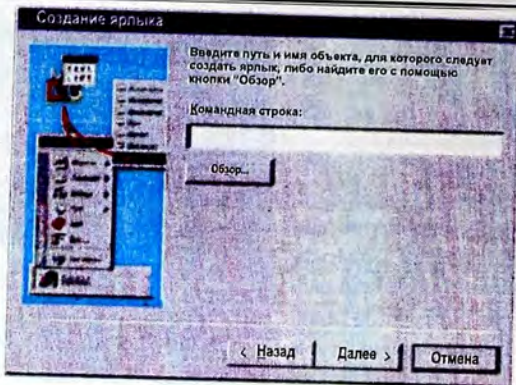 Создание ярлыка
Введите путь и имя объекта, для которого следует
создать ярлык, либо найдите его с помощью
кнопки "Обзор".
Командная строка:
Обзор...
< Назад
Далее >
Отмена